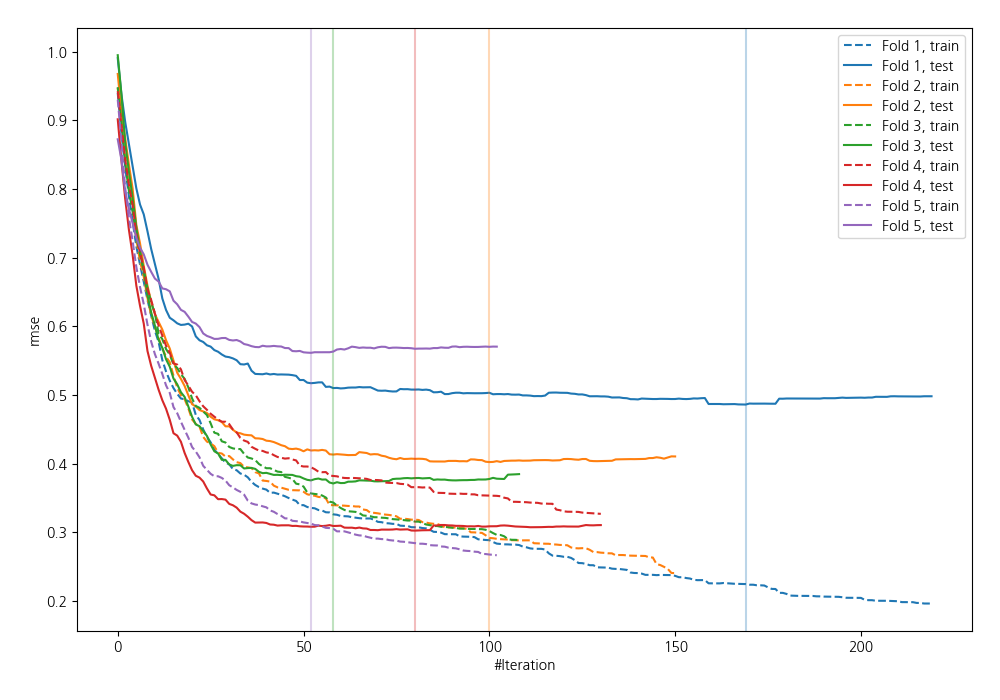 1.0
0.9
0.8
0.7
0.6
0.5
0.4
0.3
0.2
rmse
0
50
100
150
200
#Iteration
Fold 1, train
Fold 1, test
Fold 2, train
Fold 2, test
Fold 3, train
Fold 3, test
Fold 4, train
Fold 4, test
Fold 5, train
Fold 5, test